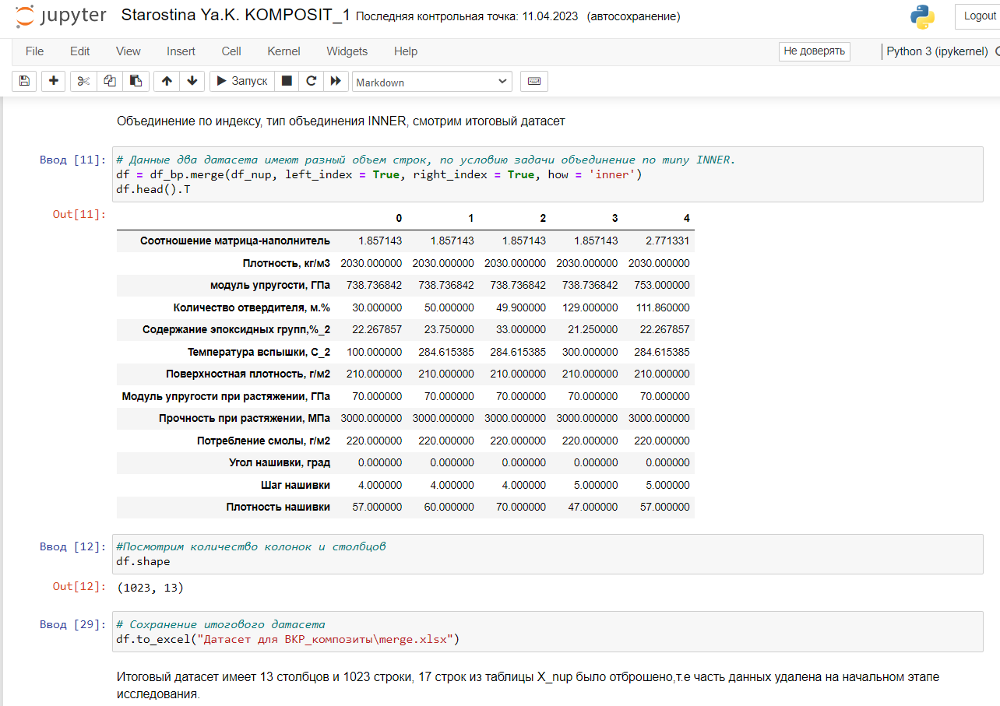 jupyter Starostina Ya.K. KOMPOSIT_1 Последняя контрольная точка: 11.04.2023 (автосохранение) Logout
File Edit View Insert Cell Kernel Widgets Help Не доверять Python 3 (ipykernel)
Запуск Markdown
Объединение по индексу, тип объединения INNER, смотрим итоговый датасет
Ввод [11]: # Данные два датасета имеют разный объем строк, по условию задачи объединение по типу INNER.
df = df_bp.merge(df_nup, left_index = True, right_index = True, how = 'inner')
df.head().T
Out[11]:
0 1 2 3 4
Соотношение матрица-наполнитель 1.857143 1.857143 1.857143 1.857143 2.771331
Плотность, кг/м3 2030.000000 2030.000000 2030.000000 2030.000000 2030.000000
модуль упругости, ГПа 738.736842 738.736842 738.736842 738.736842 753.000000
Количество отвердителя, м.% 30.000000 50.000000 49.900000 129.000000 111.860000
Содержание эпоксидных групп,%_2 22.267857 23.750000 33.000000 21.250000 22.267857
Температура вспышки, С_2 100.000000 284.615385 284.615385 300.000000 284.615385
Поверхностная плотность, г/м2 210.000000 210.000000 210.000000 210.000000 210.000000
Модуль упругости при растяжении, ГПа 70.000000 70.000000 70.000000 70.000000 70.000000
Прочность при растяжении, МПа 3000.000000 3000.000000 3000.000000 3000.000000 3000.000000
Потребление смолы, г/м2 220.000000 220.000000 220.000000 220.000000 220.000000
Угол нашивки, град 0.000000 0.000000 0.000000 0.000000 0.000000
Шаг нашивки 4.000000 4.000000 4.000000 5.000000 5.000000
Плотность нашивки 57.000000 60.000000 70.000000 47.000000 57.000000
Ввод [12]: #Посмотрим количество колонок и столбцов
df.shape
Out[12]: (1023, 13)
Ввод [29]: # Сохранение итогового датасета
df.to_excel("Датасет для ВКР_композиты\merge.xlsx")
Итоговый датасет имеет 13 столбцов и 1023 строки, 17 строк из таблицы X_nup было отброшено,т.е часть данных удалена на начальном этапе
исследования.